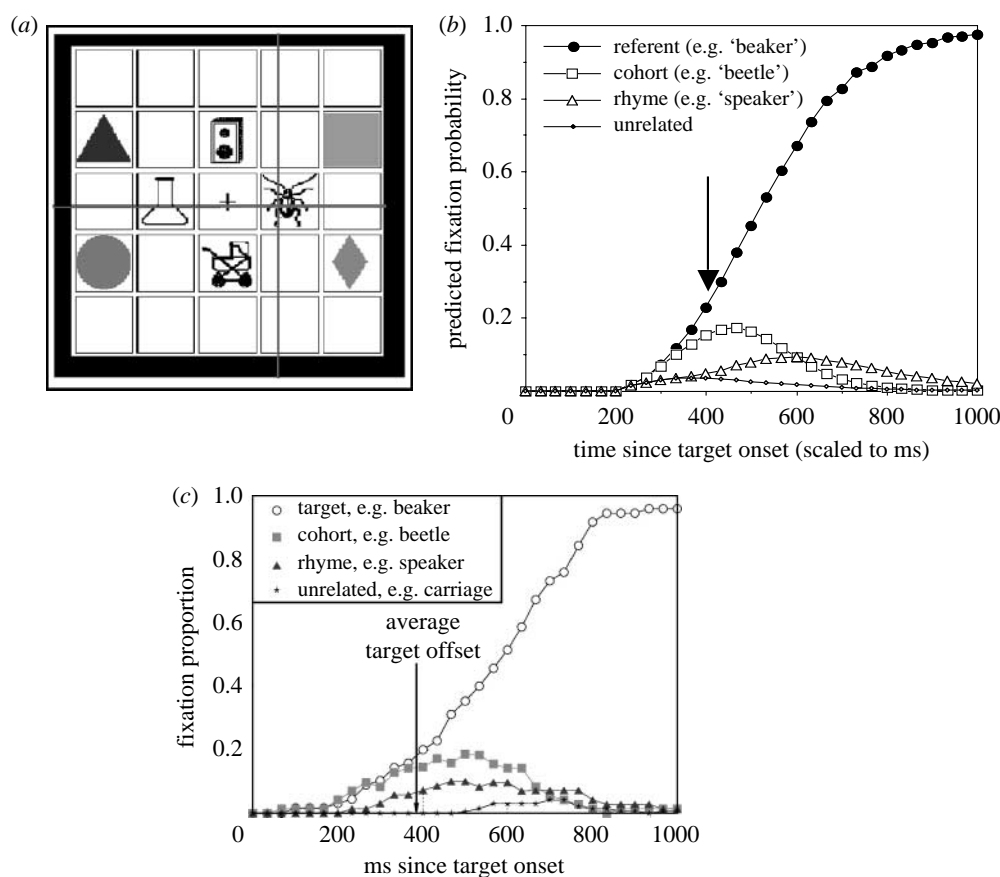 (a)
(b)
1.0
0.8
0.6
0.4
0.2
predicted fixation probability
referent (e.g. ‘beaker’)
cohort (e.g. ‘beetle’)
rhyme (e.g. ‘speaker’)
unrelated
0 200 400 600 800 1000
time since target onset (scaled to ms)
(c)
1.0
0.8
0.6
0.4
0.2
fixation proportion
target, e.g. beaker
cohort, e.g. beetle
rhyme, e.g. speaker
unrelated, e.g. carriage
average
target offset
0 200 400 600 800 1000
ms since target onset